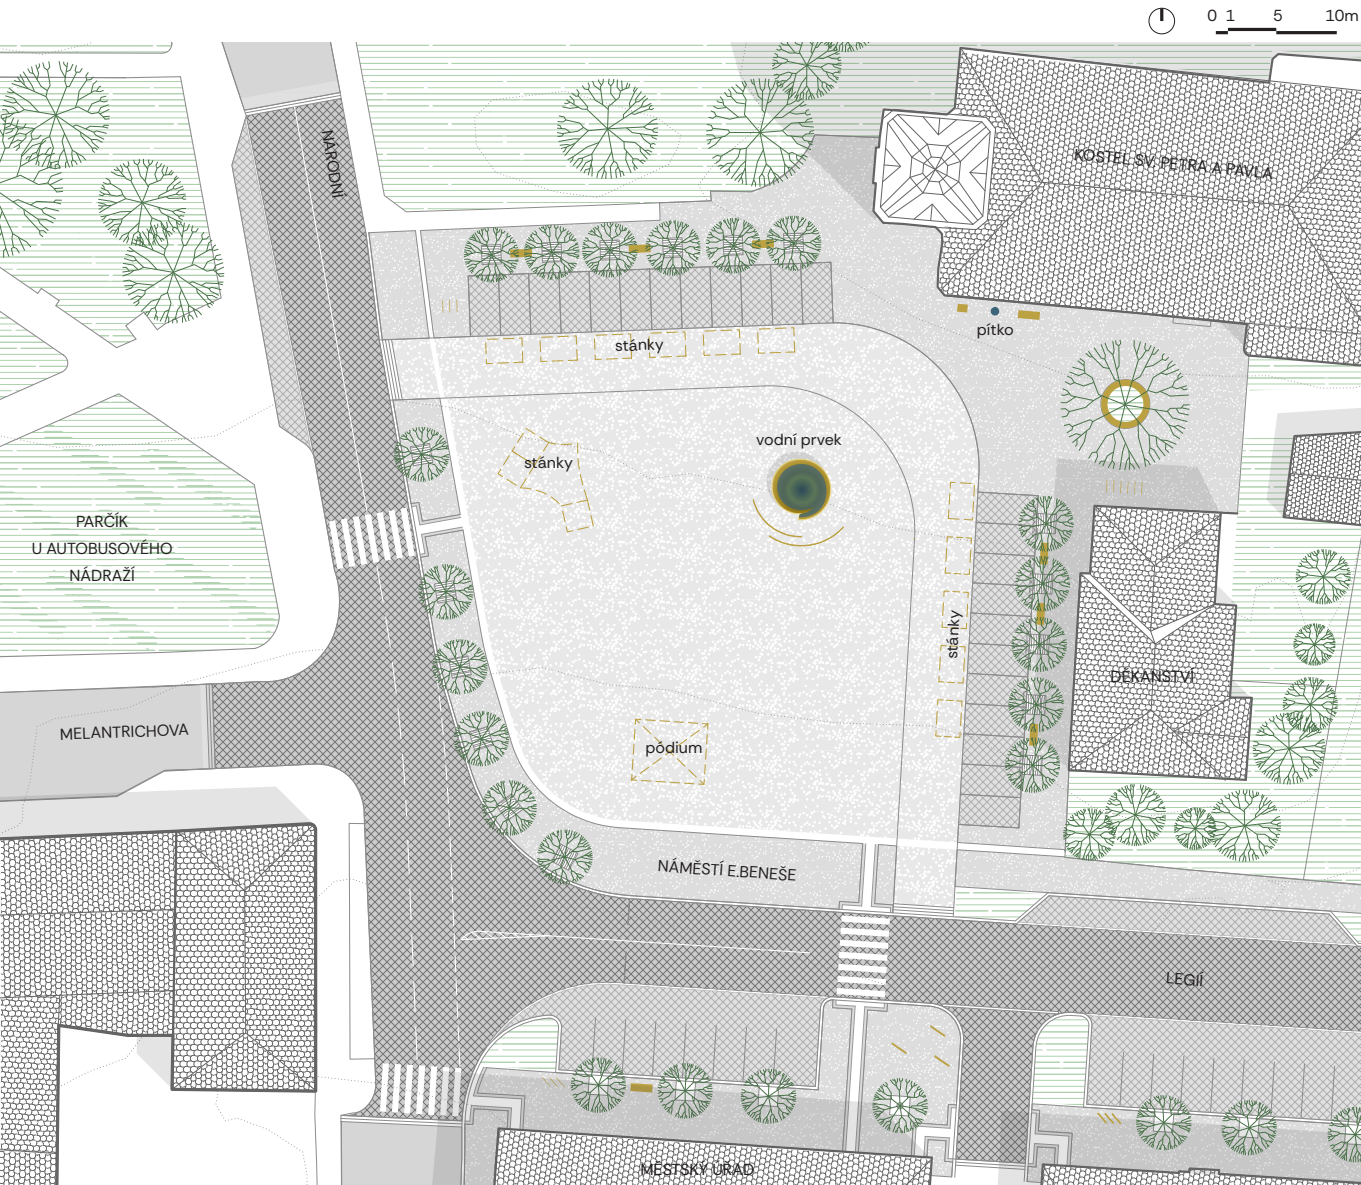 0 1 5 10m
NÁRODNÍ
KOSTEL SV. PETRA A PAVLA
pítko
stánky
vodní prvek
stánky
PARČÍK
U AUTOBUSOVÉHO
NÁDRAŽÍ
stánky
DĚKANSTVÍ
MELANTRICHOVA
pódium
NÁMĚSTÍ E.BENEŠE
LEGIÍ
MĚSTSKÝ ÚŘAD